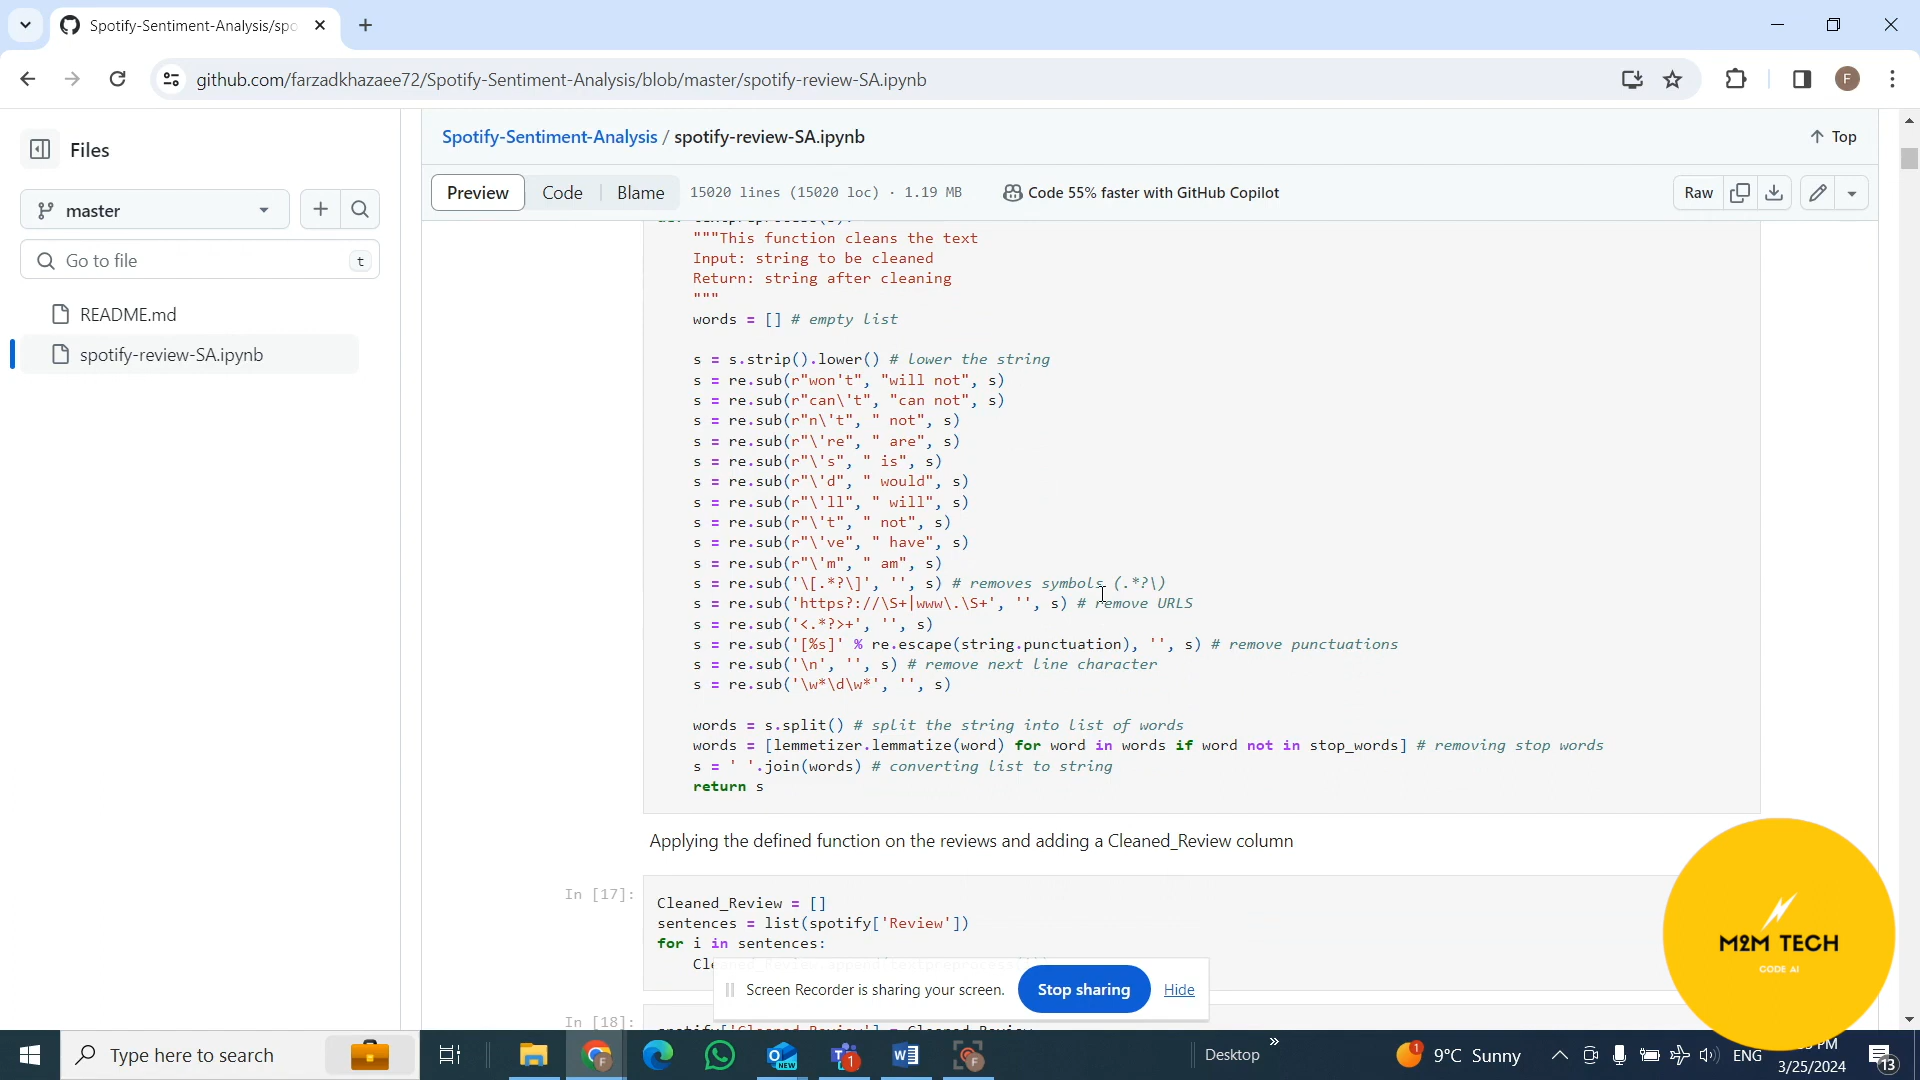 Spotify-Sentiment-Analysis/spo
github.com/farzadkhazaee72/Spotify-Sentiment-Analysis/blob/master/spotify-review-SA.ipynb
F
Files
Spotify-Sentiment-Analysis / spotify-review-SA.ipynb
Top
master
Preview Code Blame 15020 lines (15020 loc) · 1.19 MB Code 55% faster with GitHub Copilot Raw
Go to file t
README.md
spotify-review-SA.ipynb
"""This function cleans the text
Input: string to be cleaned
Return: string after cleaning
"""
words = [] # empty list
s = s.strip().lower() # lower the string
s = re.sub(r"won't", "will not", s)
s = re.sub(r"can\'t", "can not", s)
s = re.sub(r"n\'t", " not", s)
s = re.sub(r"\'re", " are", s)
s = re.sub(r"\'s", " is", s)
s = re.sub(r"\'d", " would", s)
s = re.sub(r"\'ll", " will", s)
s = re.sub(r"\'t", " not", s)
s = re.sub(r"\'ve", " have", s)
s = re.sub(r"\'m", " am", s)
s = re.sub('\[.*?\]', '', s) # removes symbols (.*?\)
s = re.sub('https?://\S+|www\.\S+', '', s) # remove URLS
s = re.sub('<.*?>+', '', s)
s = re.sub('[%s]' % re.escape(string.punctuation), '', s) # remove punctuations
s = re.sub('\n', '', s) # remove next line character
s = re.sub('\w*\d\w*', '', s)
words = s.split() # split the string into list of words
words = [lemmetizer.lemmatize(word) for word in words if word not in stop_words] # removing stop words
s = ' '.join(words) # converting list to string
return s
Applying the defined function on the reviews and adding a Cleaned_Review column
In [17]:
Cleaned_Review = []
sentences = list(spotify['Review'])
for i in sentences:
In [18]:
Screen Recorder is sharing your screen. Stop sharing Hide
M2M TECH
CODE AI
Type here to search
NEW
1
Desktop
1
9°C Sunny
ENG
PM
3/25/2024
13